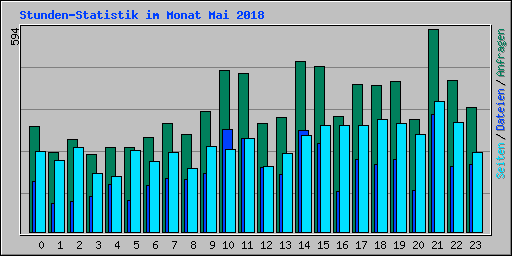 Stunden-Statistik im Monat Mai 2018
594
Seiten / Dateien / Anfragen
0 1 2 3 4 5 6 7 8 9 10 11 12 13 14 15 16 17 18 19 20 21 22 23